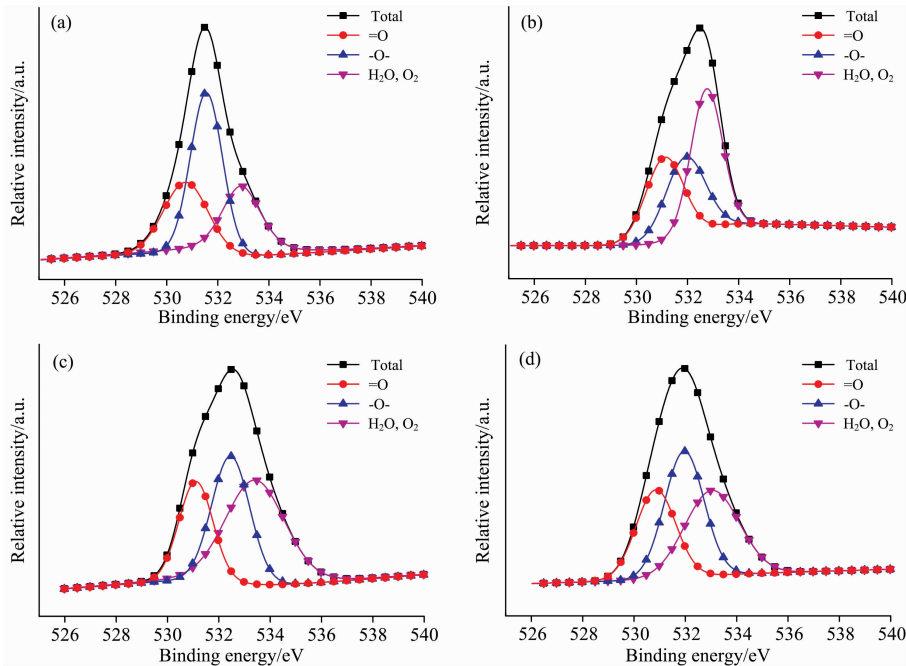 (a)
Total
=O
-O-
H₂O, O₂
Relative intensity/a.u.
526 528 530 532 534 536 538 540
Binding energy/eV
(b)
Total
=O
-O-
H₂O, O₂
Relative intensity/a.u.
526 528 530 532 534 536 538 540
Binding energy/eV
(c)
Total
=O
-O-
H₂O, O₂
Relative intensity/a.u.
526 528 530 532 534 536 538 540
Binding energy/eV
(d)
Total
=O
-O-
H₂O, O₂
Relative intensity/a.u.
526 528 530 532 534 536 538 540
Binding energy/eV